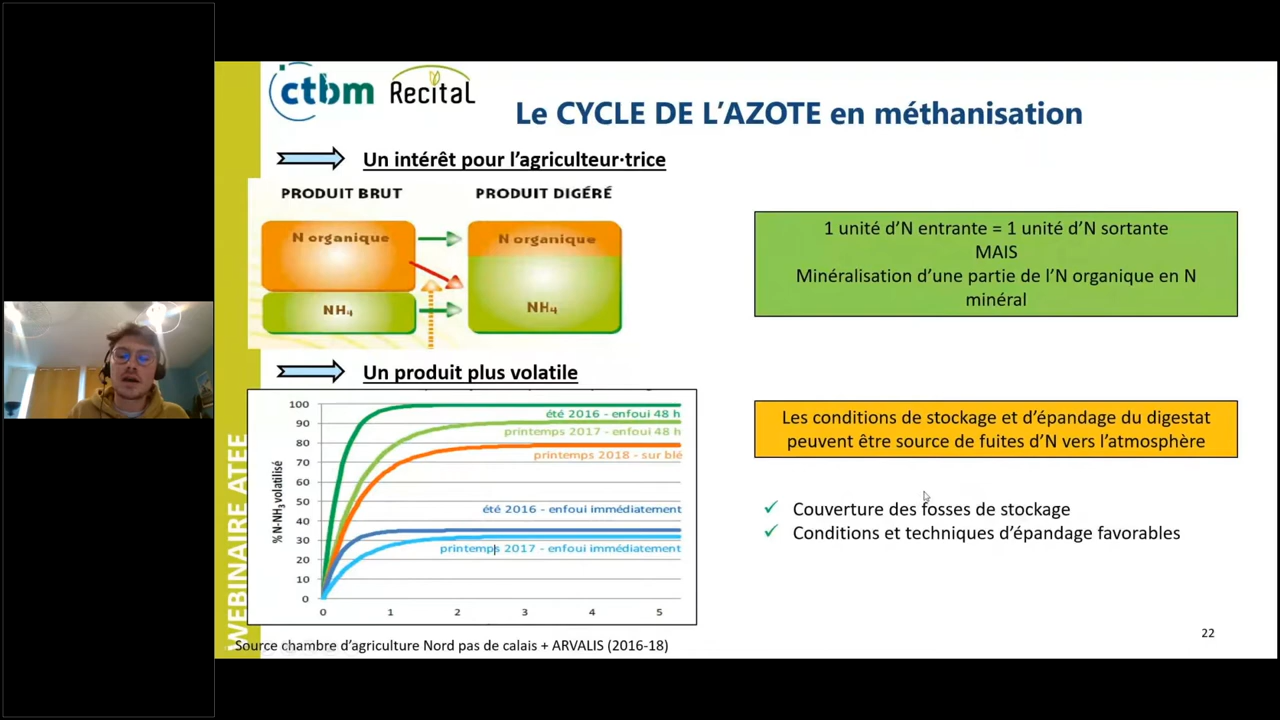 ctbm Recital
Le CYCLE DE L'AZOTE en méthanisation
Un intérêt pour l'agriculteur·trice
PRODUIT BRUT PRODUIT DIGÉRÉ
N organique N organique
NH₄ NH₄
1 unité d'N entrante = 1 unité d'N sortante
MAIS
Minéralisation d'une partie de l'N organique en N
minéral
Un produit plus volatile
% N-NH₃ volatilisé
100
90
80
70
60
50
40
30
20
10
0
0 1 2 3 4 5
été 2016 - enfoui 48 h
printemps 2017 - enfoui 48 h
printemps 2018 - sur blé
été 2016 - enfoui immédiatement
printemps 2017 - enfoui immédiatement
Les conditions de stockage et d'épandage du digestat
peuvent être source de fuites d'N vers l'atmosphère
Couverture des fosses de stockage
Conditions et techniques d'épandage favorables
WEBINAIRE ATEE
Source chambre d'agriculture Nord pas de calais + ARVALIS (2016-18)
22